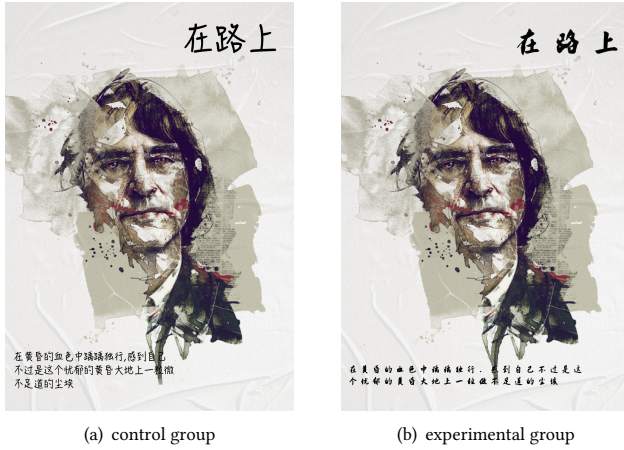 在路上
在路上
在黄昏的血色中踽踽独行,感到自己
不过是这个忧郁的黄昏大地上一粒微
不足道的尘埃
在黄昏的血色中踽踽独行，感到自己不过是这
个忧郁的黄昏大地上一粒微不足道的尘埃
(a) control group
(b) experimental group